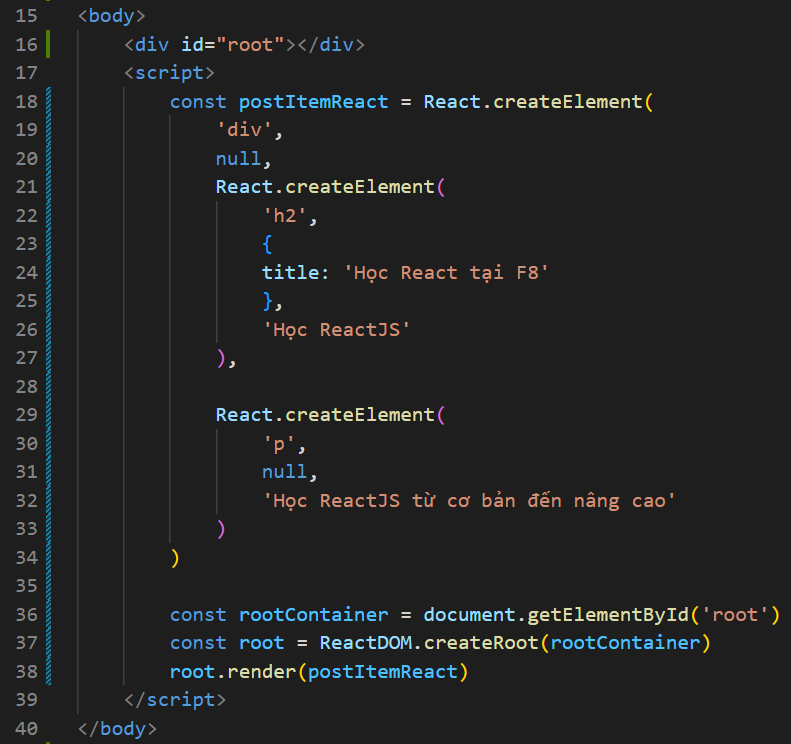 15 <body>
16     <div id="root"></div>
17     <script>
18         const postItemReact = React.createElement(
19             'div',
20             null,
21             React.createElement(
22                 'h2',
23                 {
24                 title: 'Học React tại F8'
25                 },
26                 'Học ReactJS'
27             ),
28
29             React.createElement(
30                 'p',
31                 null,
32                 'Học ReactJS từ cơ bản đến nâng cao'
33             )
34         )
35
36         const rootContainer = document.getElementById('root')
37         const root = ReactDOM.createRoot(rootContainer)
38         root.render(postItemReact)
39     </script>
40 </body>